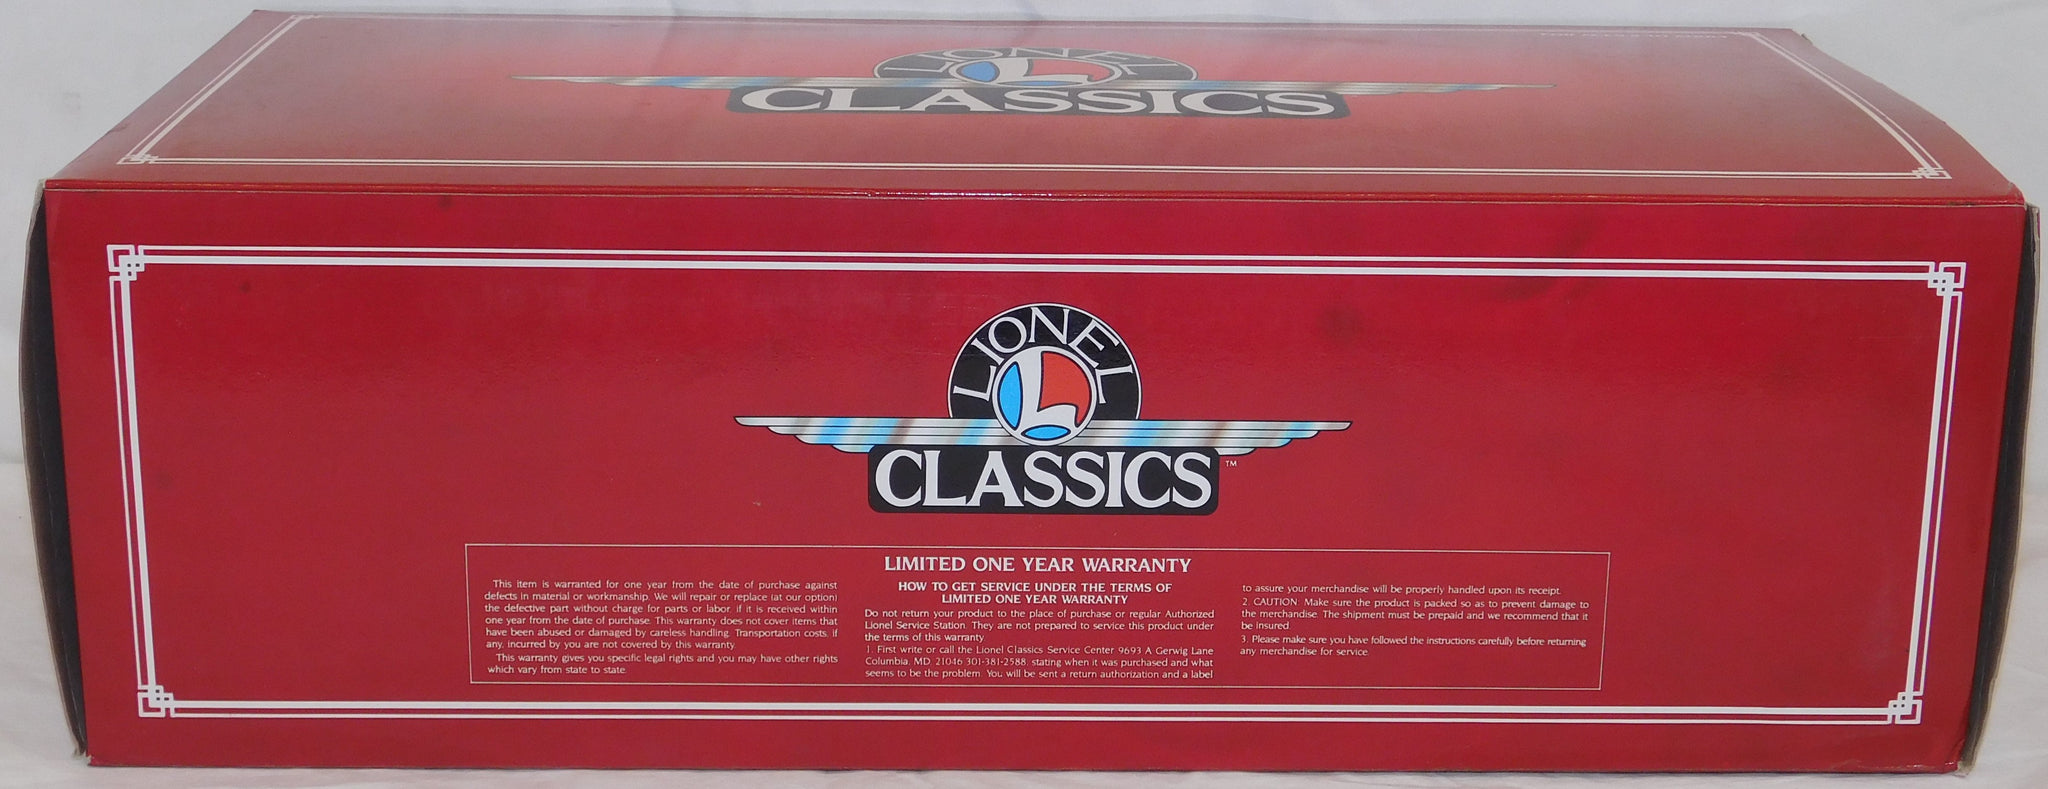 LIONEL
L
CLASSICS
LIONEL
L
CLASSICS™
LIMITED ONE YEAR WARRANTY
This item is warranted for one year from the date of purchase against
defects in material or workmanship. We will repair or replace (at our option)
the defective part without charge for parts or labor, if it is received within
one year from the date of purchase. This warranty does not cover items that
have been abused or damaged by careless handling. Transportation costs, if
any, incurred by you are not covered by this warranty.
This warranty gives you specific legal rights and you may have other rights
which vary from state to state.
HOW TO GET SERVICE UNDER THE TERMS OF
LIMITED ONE YEAR WARRANTY
Do not return your product to the place of purchase or regular Authorized
Lionel Service Station. They are not prepared to service this product under
the terms of this warranty.
1. First write or call the Lionel Classics Service Center 9693 A Gerwig Lane
Columbia, MD. 21046 301-381-2588, stating when it was purchased and what
seems to be the problem. You will be sent a return authorization and a label
to assure your merchandise will be properly handled upon its receipt.
2. CAUTION: Make sure the product is packed so as to prevent damage to
the merchandise. The shipment must be prepaid and we recommend that it
be insured.
3. Please make sure you have followed the instructions carefully before returning
any merchandise for service.